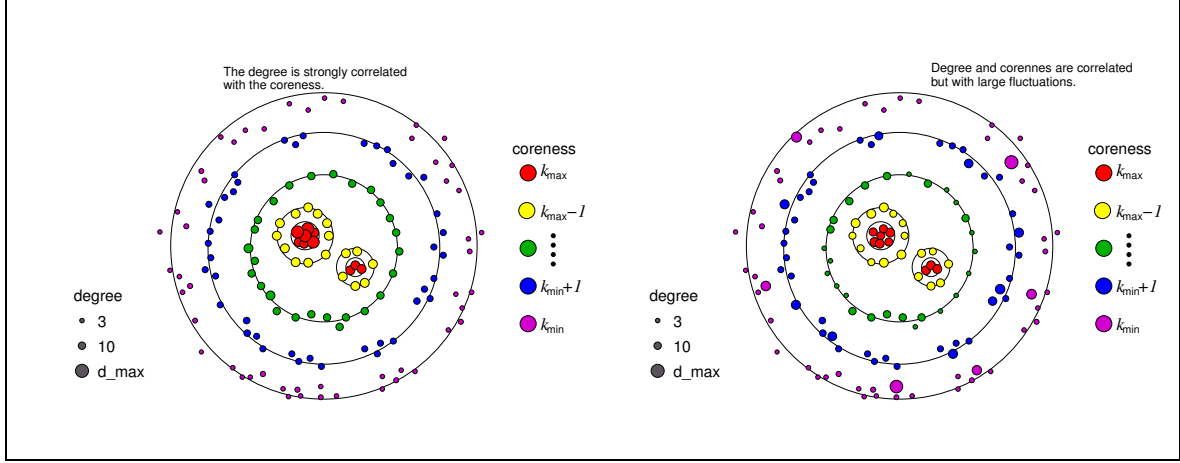 The degree is strongly correlated
with the coreness.
coreness
kmax
kmax−1
kmin+1
kmin
degree
3
10
d_max
Degree and corennes are correlated
but with large fluctuations.
coreness
kmax
kmax−1
kmin+1
kmin
degree
3
10
d_max